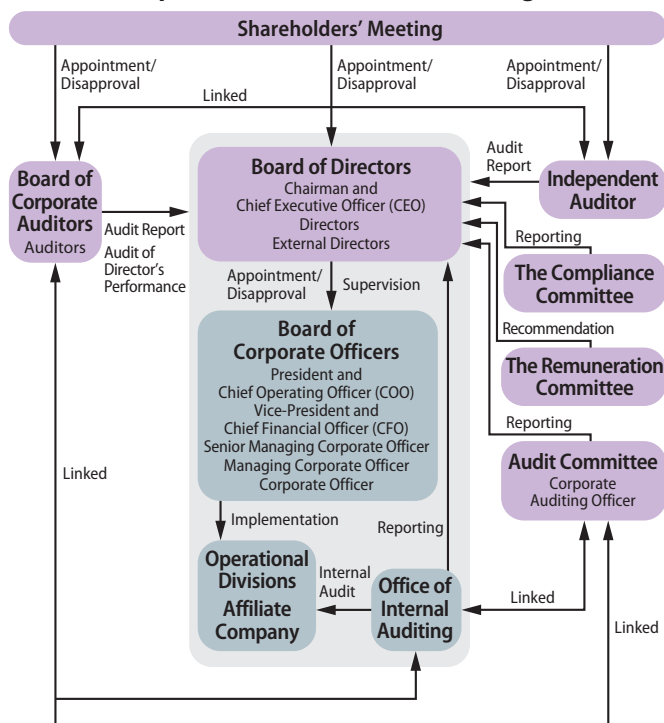 Shareholders' Meeting
Appointment/
Disapproval
Appointment/
Disapproval
Appointment/
Disapproval
Linked
Board of
Corporate
Auditors
Auditors
Audit Report
Audit of
Director's
Performance
Board of Directors
Chairman and
Chief Executive Officer (CEO)
Directors
External Directors
Audit
Report
Independent
Auditor
Reporting
The Compliance
Committee
Appointment/
Disapproval
Supervision
Recommendation
The Remuneration
Committee
Board of
Corporate Officers
President and
Chief Operating Officer (COO)
Vice-President and
Chief Financial Officer (CFO)
Senior Managing Corporate Officer
Managing Corporate Officer
Corporate Officer
Reporting
Audit Committee
Corporate
Auditing Officer
Linked
Implementation
Reporting
Operational
Divisions
Affiliate
Company
Internal
Audit
Office of
Internal
Auditing
Linked
Linked